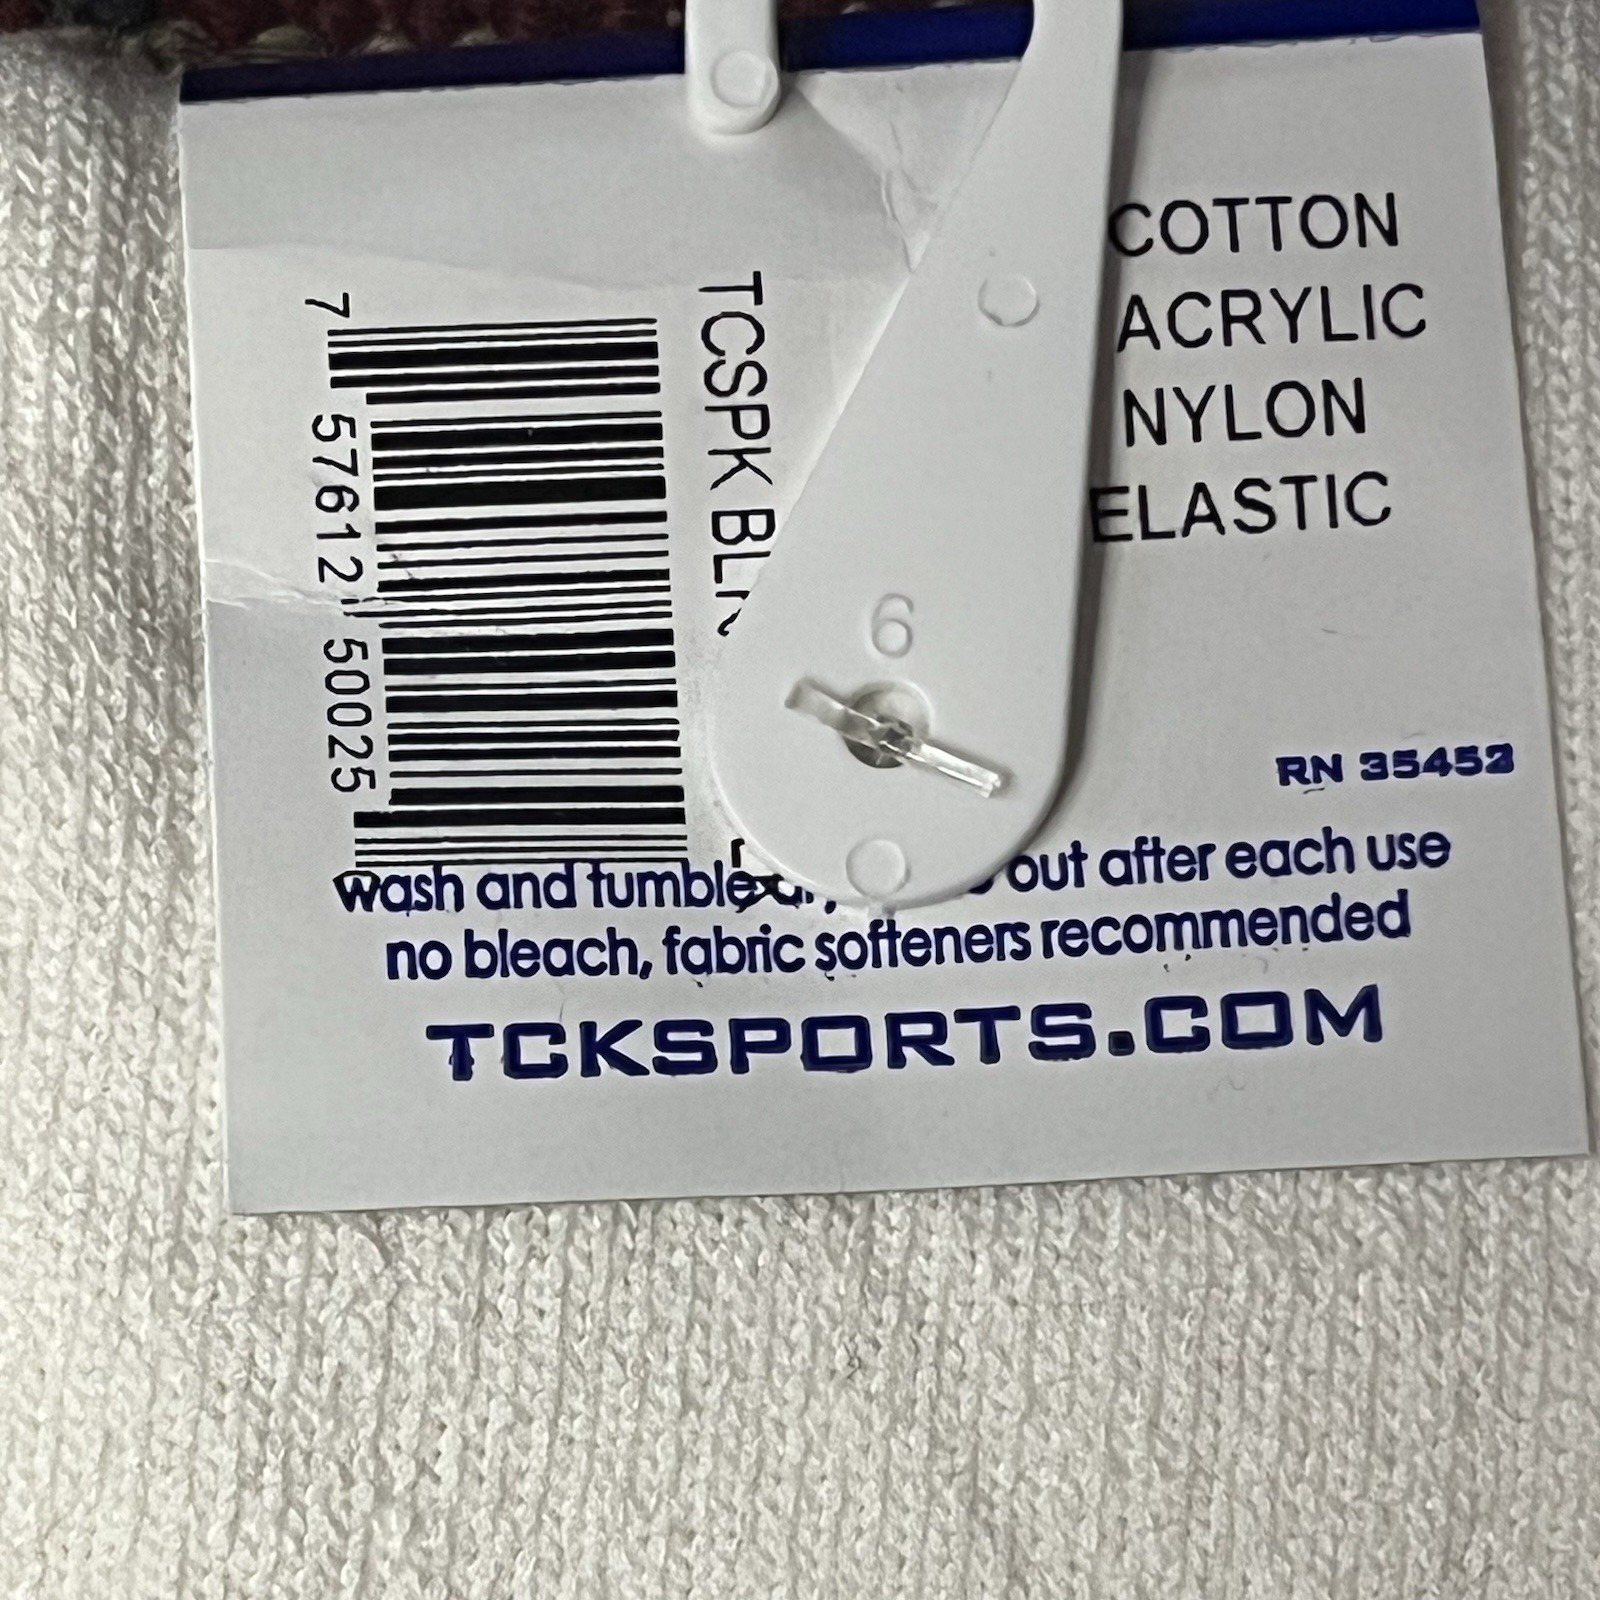 COTTON
ACRYLIC
NYLON
ELASTIC
TCSPK
7 57612 50025
6
RN 35452
wash and tumble out after each use
no bleach, fabric softeners recommended
TCKSPORTS.COM